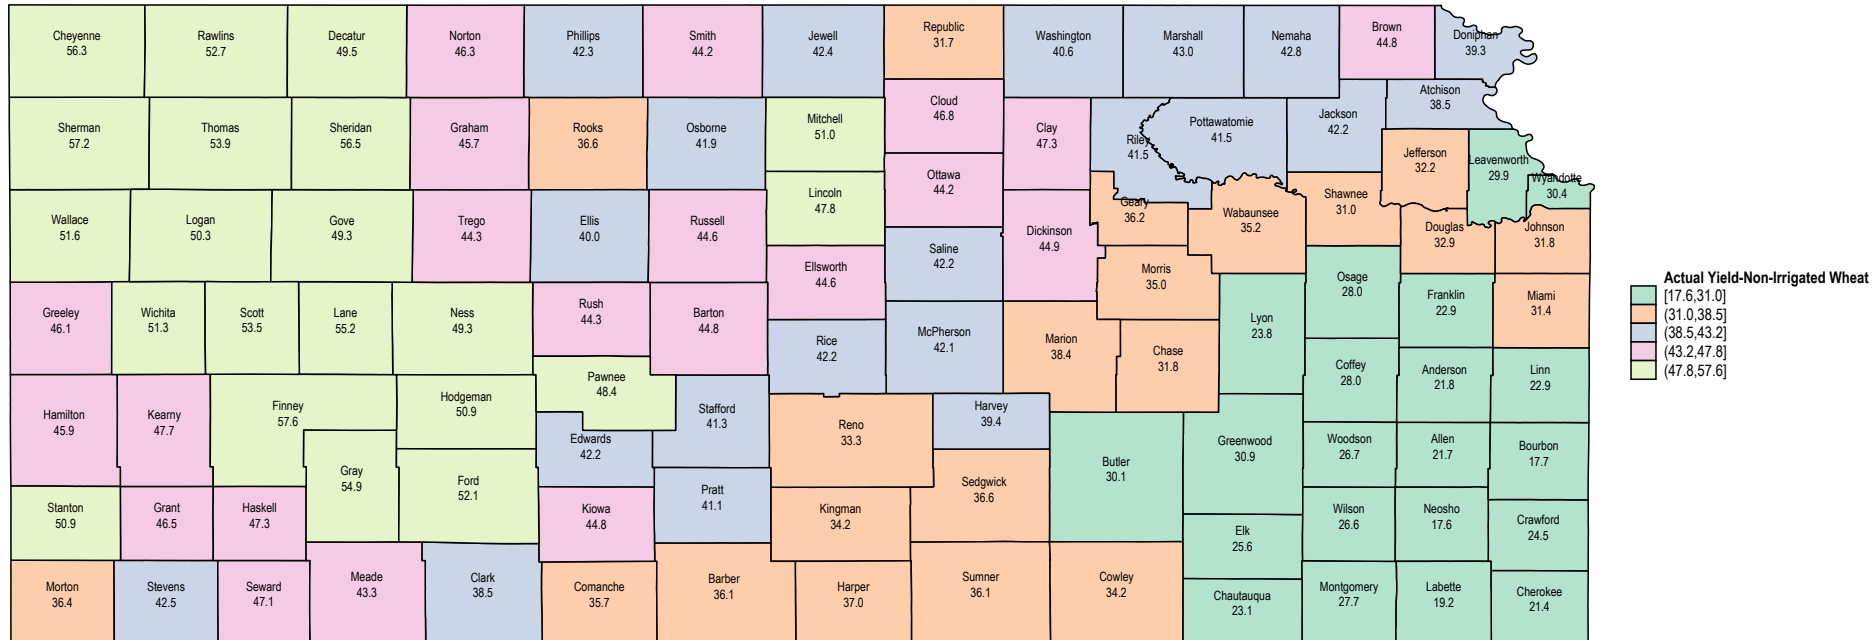 Cheyenne
56.3
Rawlins
52.7
Decatur
49.5
Norton
46.3
Phillips
42.3
Smith
44.2
Jewell
42.4
Republic
31.7
Washington
40.6
Marshall
43.0
Nemaha
42.8
Brown
44.8
Doniphan
39.3
Sherman
57.2
Thomas
53.9
Sheridan
56.5
Graham
45.7
Rooks
36.6
Osborne
41.9
Mitchell
51.0
Cloud
46.8
Clay
47.3
Riley
41.5
Pottawatomie
41.5
Jackson
42.2
Atchison
38.5
Jefferson
32.2
Leavenworth
29.9
Wyandotte
30.4
Wallace
51.6
Logan
50.3
Gove
49.3
Trego
44.3
Ellis
40.0
Russell
44.6
Lincoln
47.8
Ottawa
44.2
Saline
42.2
Dickinson
44.9
Geary
36.2
Wabaunsee
35.2
Shawnee
31.0
Douglas
32.9
Johnson
31.8
Greeley
46.1
Wichita
51.3
Scott
53.5
Lane
55.2
Ness
49.3
Rush
44.3
Barton
44.8
Ellsworth
44.6
Rice
42.2
McPherson
42.1
Marion
38.4
Morris
35.0
Chase
31.8
Lyon
23.8
Osage
28.0
Franklin
22.9
Miami
31.4
Hamilton
45.9
Kearny
47.7
Finney
57.6
Hodgeman
50.9
Pawnee
48.4
Edwards
42.2
Stafford
41.3
Reno
33.3
Harvey
39.4
Butler
30.1
Greenwood
30.9
Coffey
28.0
Anderson
21.8
Linn
22.9
Gray
54.9
Ford
52.1
Pratt
41.1
Kingman
34.2
Sedgwick
36.6
Woodson
26.7
Allen
21.7
Bourbon
17.7
Stanton
50.9
Grant
46.5
Haskell
47.3
Kiowa
44.8
Elk
25.6
Wilson
26.6
Neosho
17.6
Crawford
24.5
Morton
36.4
Stevens
42.5
Seward
47.1
Meade
43.3
Clark
38.5
Comanche
35.7
Barber
36.1
Harper
37.0
Sumner
36.1
Cowley
34.2
Chautauqua
23.1
Montgomery
27.7
Labette
19.2
Cherokee
21.4
Actual Yield-Non-Irrigated Wheat
[17.6,31.0]
(31.0,38.5]
(38.5,43.2]
(43.2,47.8]
(47.8,57.6]